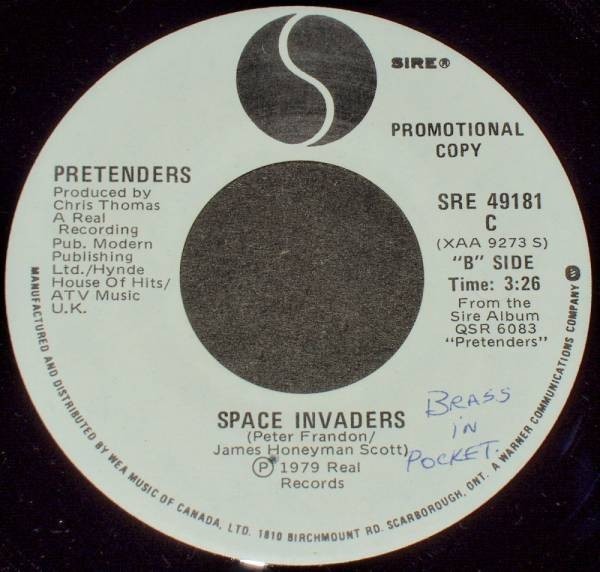 SIRE®
PROMOTIONAL
COPY
PRETENDERS
Produced by
Chris Thomas
A Real
Recording
Pub. Modern
Publishing
Ltd./Hynde
House Of Hits/
ATV Music
U.K.
SRE 49181
C
(XAA 9273 S)
"B" SIDE
Time: 3:26
From the
Sire Album
QSR 6083
"Pretenders"
SPACE INVADERS
(Peter Frandon/
James Honeyman Scott)
Ⓟ 1979 Real
Records
BRASS
IN
POCKET.
MANUFACTURED AND DISTRIBUTED BY WEA MUSIC OF CANADA, LTD. 1810 BIRCHMOUNT RD. SCARBOROUGH, ONT. A WARNER COMMUNICATIONS COMPANY